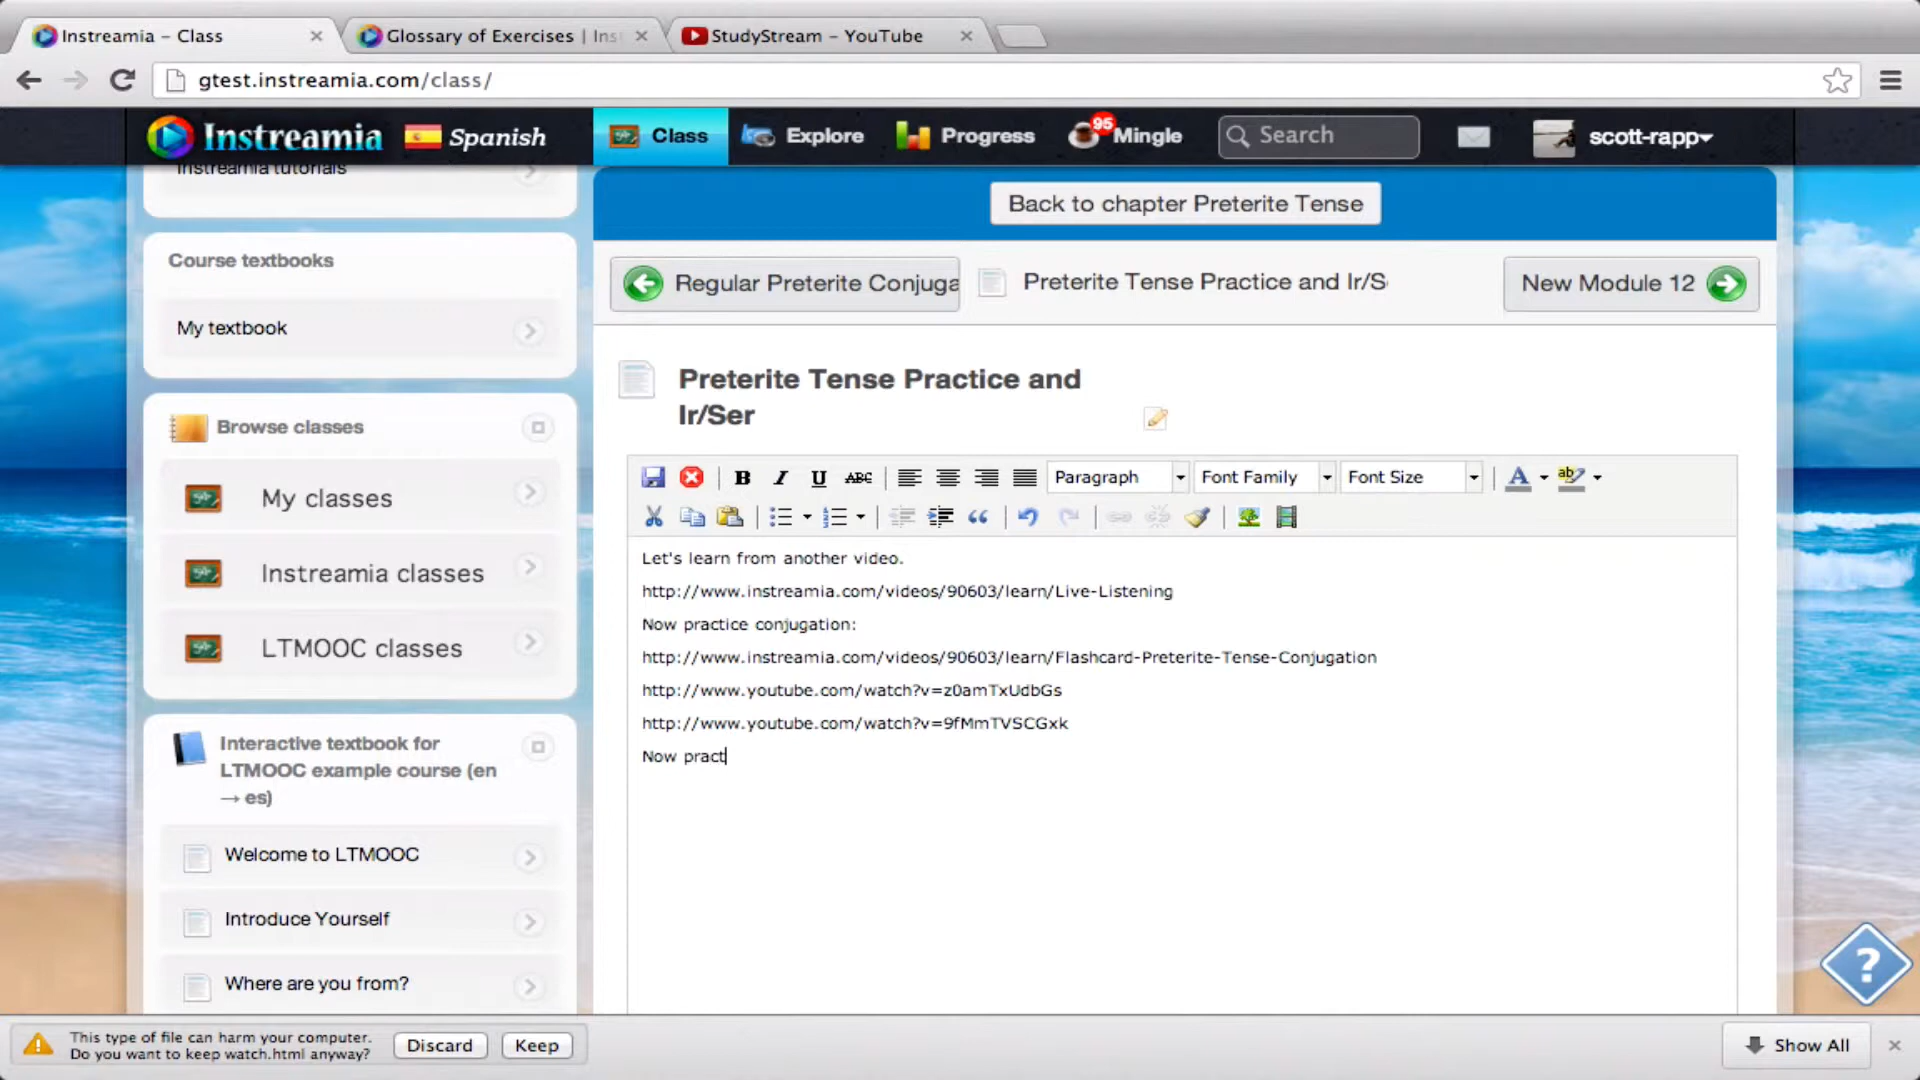 Instreamia – Class
Glossary of Exercises | Ins
StudyStream – YouTube
gtest.instreamia.com/class/
Instreamia Spanish Class Explore Progress 95 Mingle Search scott-rapp
Instreamia tutorials
Course textbooks
My textbook
Browse classes
My classes
Instreamia classes
LTMOOC classes
Interactive textbook for
LTMOOC example course (en
→ es)
Welcome to LTMOOC
Introduce Yourself
Where are you from?
Back to chapter Preterite Tense
Regular Preterite Conjuga
Preterite Tense Practice and Ir/S
New Module 12
Preterite Tense Practice and
Ir/Ser
B I U ABC Paragraph Font Family Font Size A ab
Let's learn from another video.
http://www.instreamia.com/videos/90603/learn/Live-Listening
Now practice conjugation:
http://www.instreamia.com/videos/90603/learn/Flashcard-Preterite-Tense-Conjugation
http://www.youtube.com/watch?v=z0amTxUdbGs
http://www.youtube.com/watch?v=9fMmTVSCGxk
Now pract
?
This type of file can harm your computer.
Do you want to keep watch.html anyway?
Discard
Keep
Show All